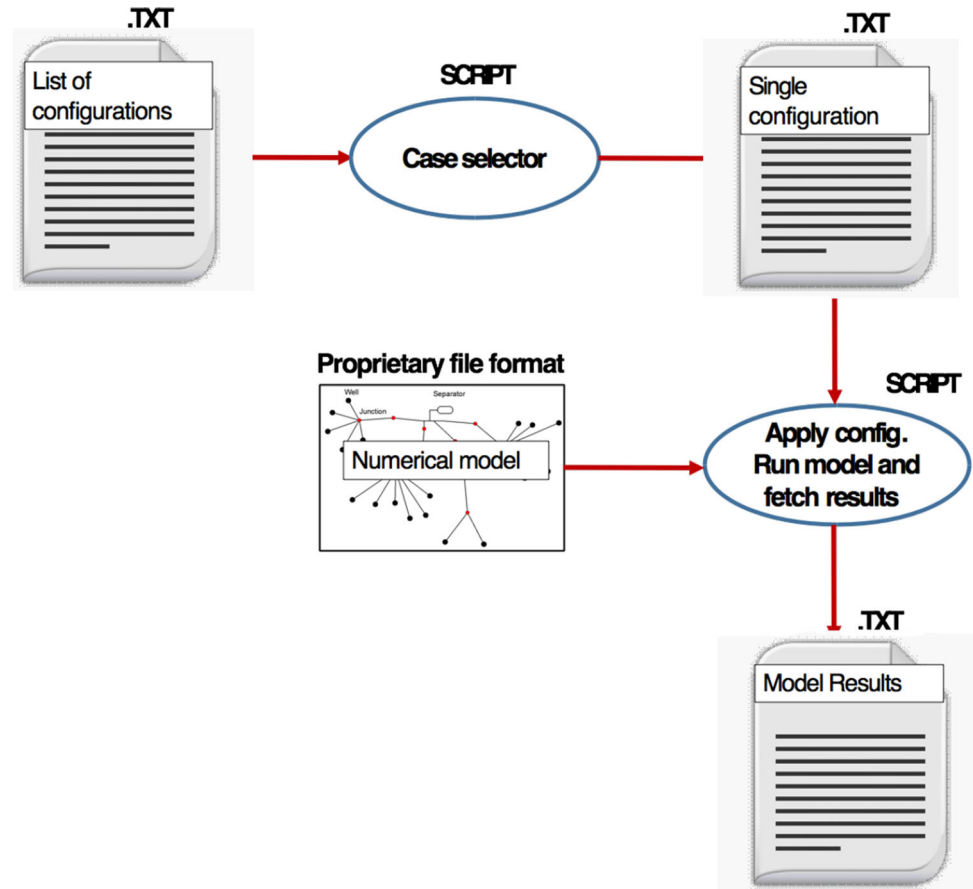 .TXT
List of
configurations
SCRIPT
Case selector
.TXT
Single
configuration
Proprietary file format
Well
Separator
Junction
Numerical model
SCRIPT
Apply config.
Run model and
fetch results
.TXT
Model Results